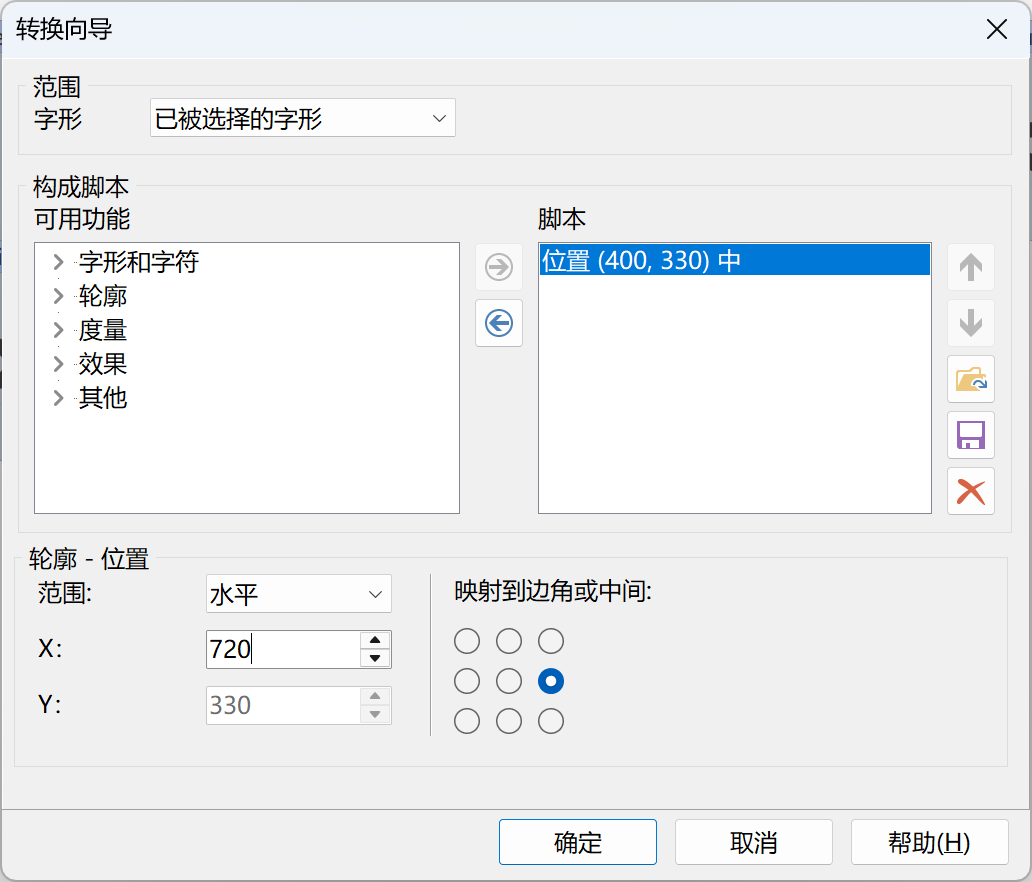 转换向导
范围
字形
已被选择的字形
构成脚本
可用功能
字形和字符
轮廓
度量
效果
其他
脚本
位置 (400, 330) 中
轮廓 - 位置
范围:
水平
X:
720
Y:
330
映射到边角或中间:
确定
取消
帮助(H)